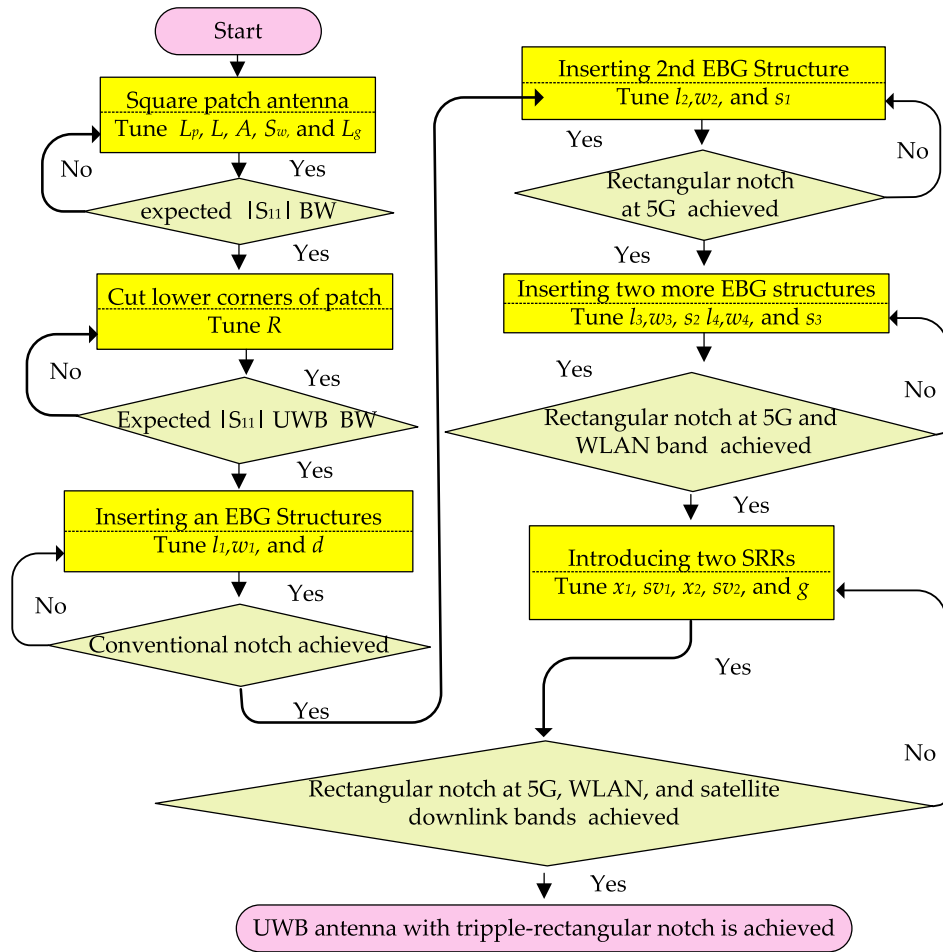 Start
Square patch antenna
Tune Lp, L, A, Sw, and Lg
No
Yes
expected |S11| BW
Yes
Cut lower corners of patch
Tune R
No
Yes
Expected |S11| UWB BW
Yes
Inserting an EBG Structures
Tune l1,w1, and d
No
Yes
Conventional notch achieved
Yes
Inserting 2nd EBG Structure
Tune l2,w2, and s1
Yes
No
Rectangular notch
at 5G achieved
Yes
Inserting two more EBG structures
Tune l3,w3, s2 l4,w4, and s3
Yes
No
Rectangular notch at 5G and
WLAN band achieved
Yes
Introducing two SRRs
Tune x1, sv1, x2, sv2, and g
Yes
No
Rectangular notch at 5G, WLAN, and satellite
downlink bands achieved
Yes
UWB antenna with tripple-rectangular notch is achieved